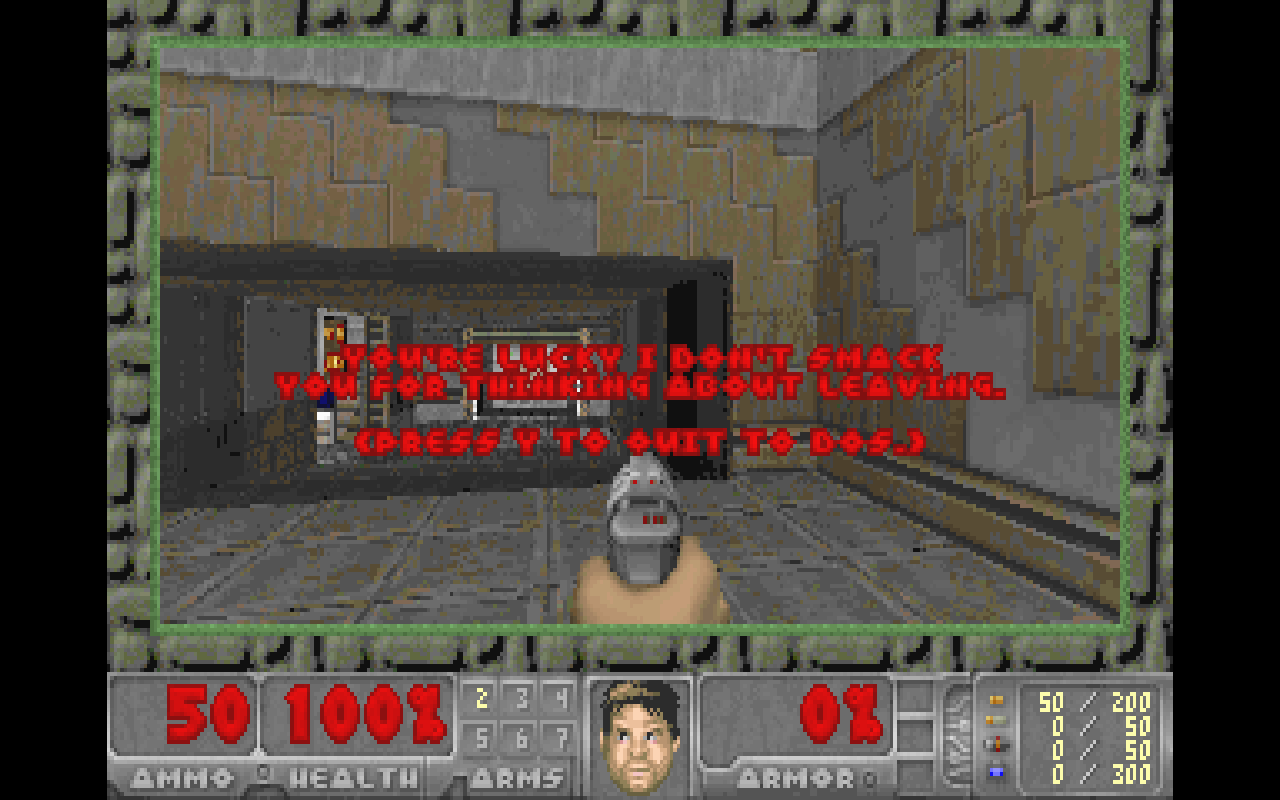 YOU'RE LUCKY I DON'T SMACK
YOU FOR THINKING ABOUT LEAVING.
(PRESS Y TO QUIT TO DOS.)
50 100% 2 3 4 0% 50 / 200
0 / 50
5 6 7 0 / 50
AMMO HEALTH ARMS ARMOR 0 / 300